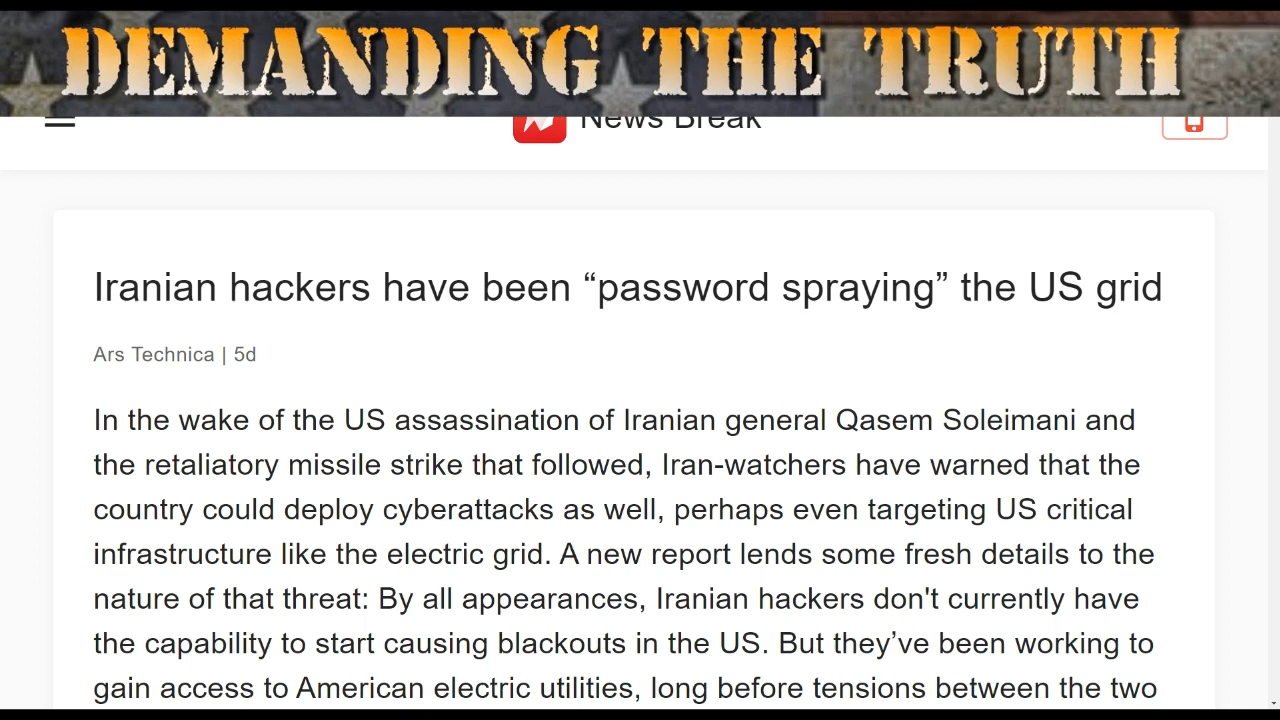 DEMANDING THE TRUTH
News Break
Iranian hackers have been “password spraying” the US grid
Ars Technica | 5d
In the wake of the US assassination of Iranian general Qasem Soleimani and
the retaliatory missile strike that followed, Iran-watchers have warned that the
country could deploy cyberattacks as well, perhaps even targeting US critical
infrastructure like the electric grid. A new report lends some fresh details to the
nature of that threat: By all appearances, Iranian hackers don't currently have
the capability to start causing blackouts in the US. But they’ve been working to
gain access to American electric utilities, long before tensions between the two